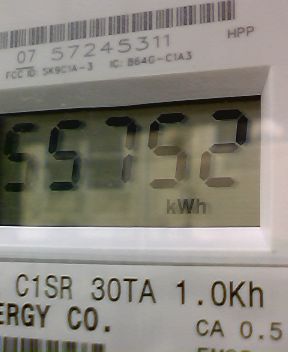 07 57245311
HPP
FCC ID: SK9C1A-3 IC: 864G-C1A3
55752
kWh
C1SR 30TA 1.0Kh
ERGY CO.
CA 0.5